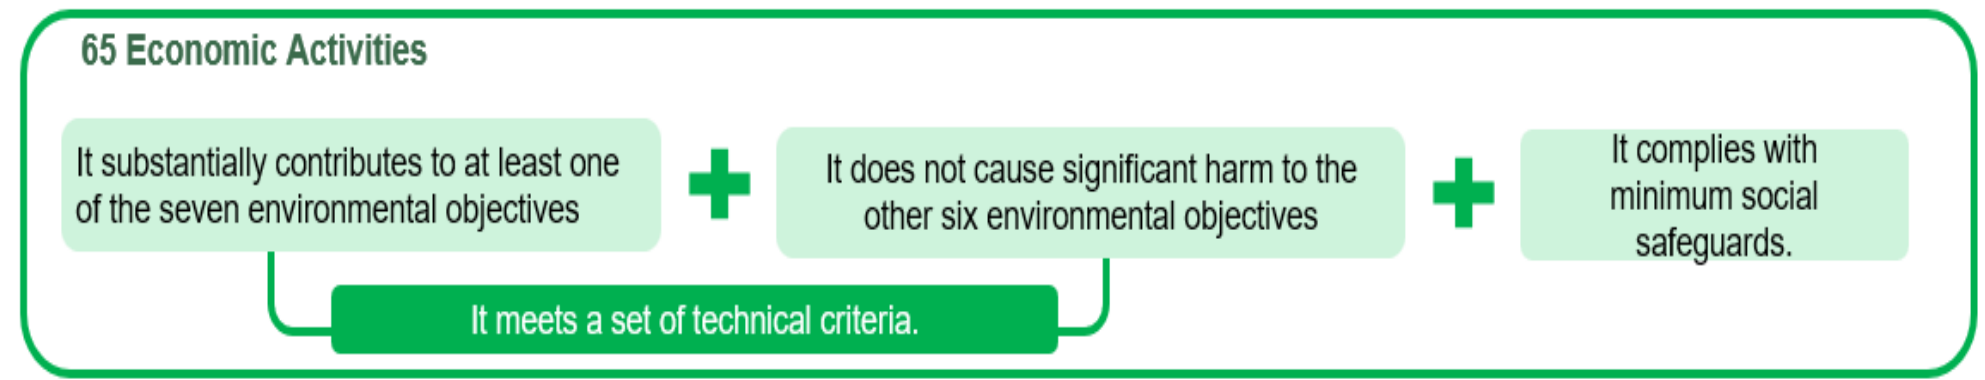 65 Economic Activities
It substantially contributes to at least one
of the seven environmental objectives
It does not cause significant harm to the
other six environmental objectives
It complies with
minimum social
safeguards.
It meets a set of technical criteria.